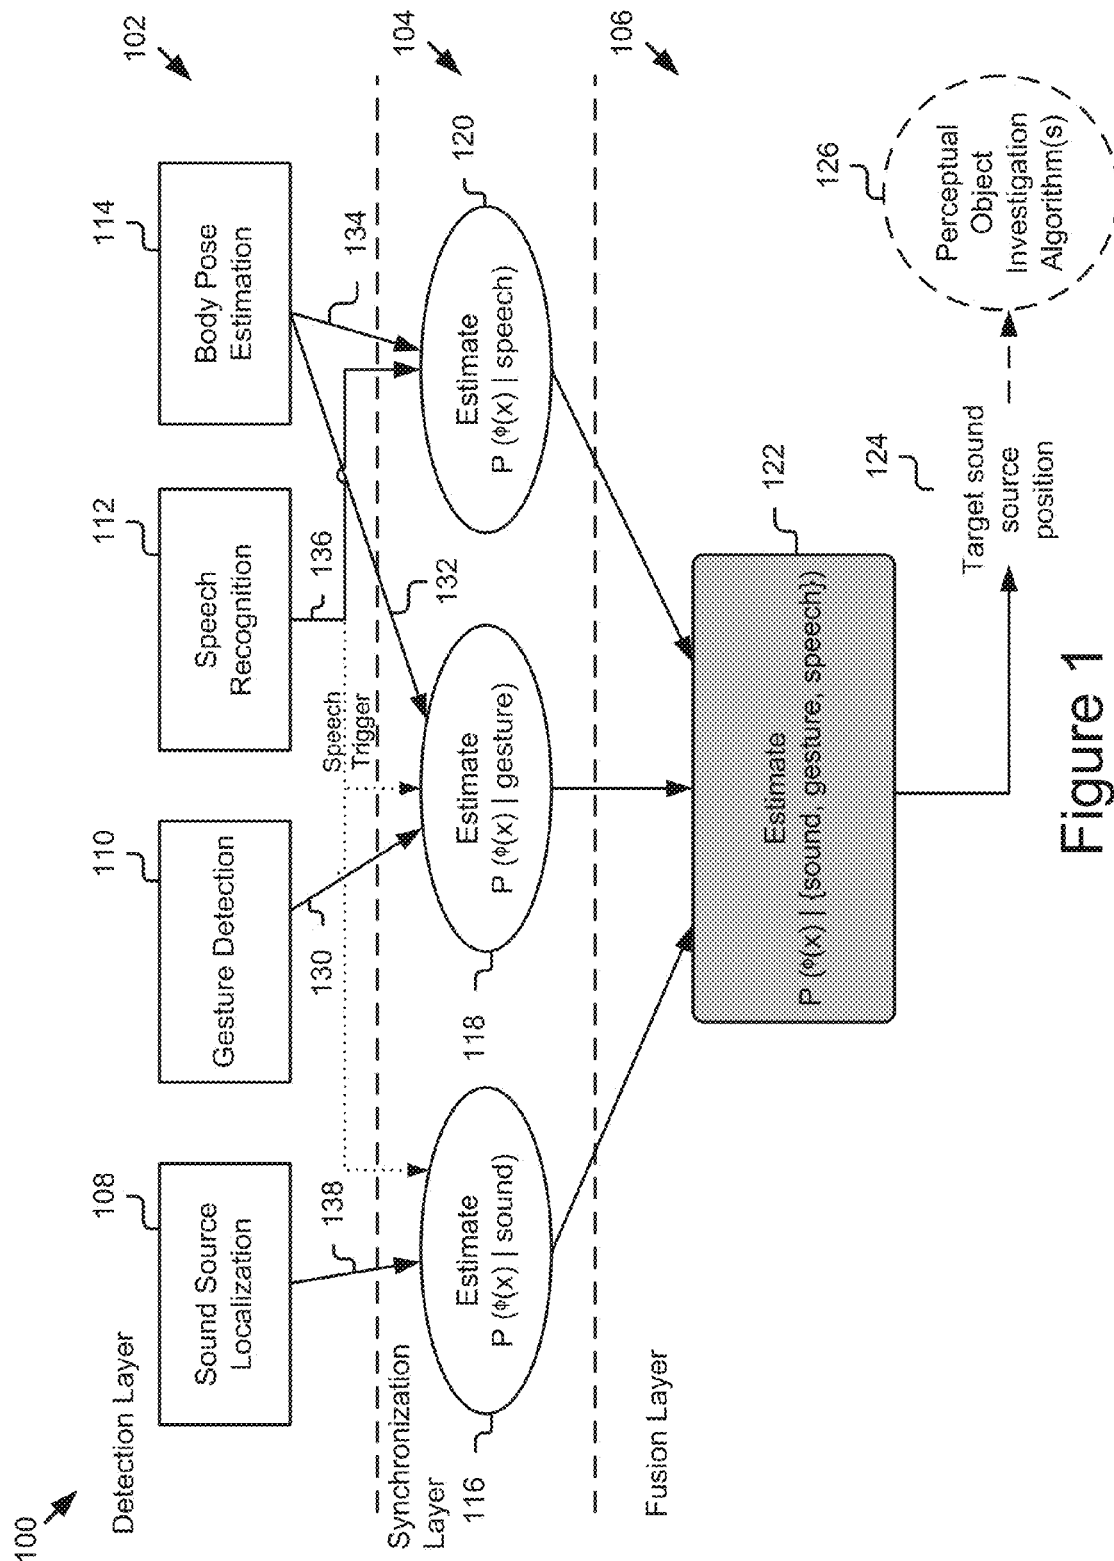 100
Detection Layer
102
108
110
112
114
Sound Source
Localization
Gesture Detection
Speech
Recognition
Body Pose
Estimation
138
130
Speech
Trigger
136
132
134
Synchronization
Layer
104
116
118
120
Estimate
P (φ(x) | sound)
Estimate
P (φ(x) | gesture)
Estimate
P (φ(x) | speech)
Fusion Layer
106
122
Estimate
P (φ(x) | {sound, gesture, speech})
124
Target sound
source
position
126
Perceptual
Object
Investigation
Algorithm(s)
Figure 1